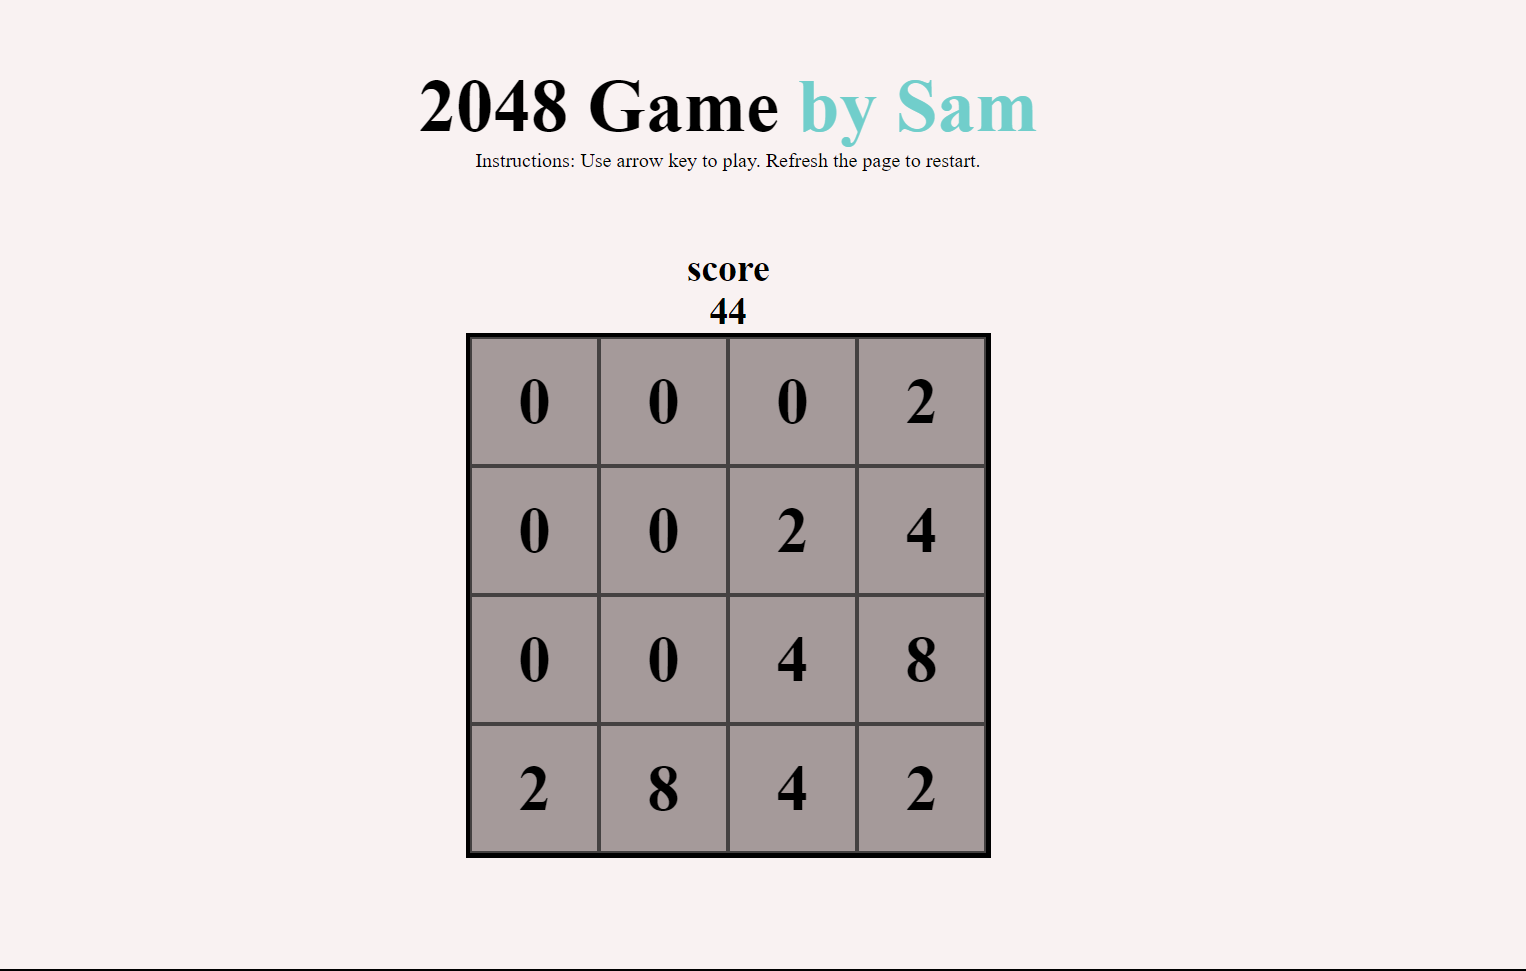 2048 Game by Sam
Instructions: Use arrow key to play. Refresh the page to restart.
score
44
0 0 0 2
0 0 2 4
0 0 4 8
2 8 4 2